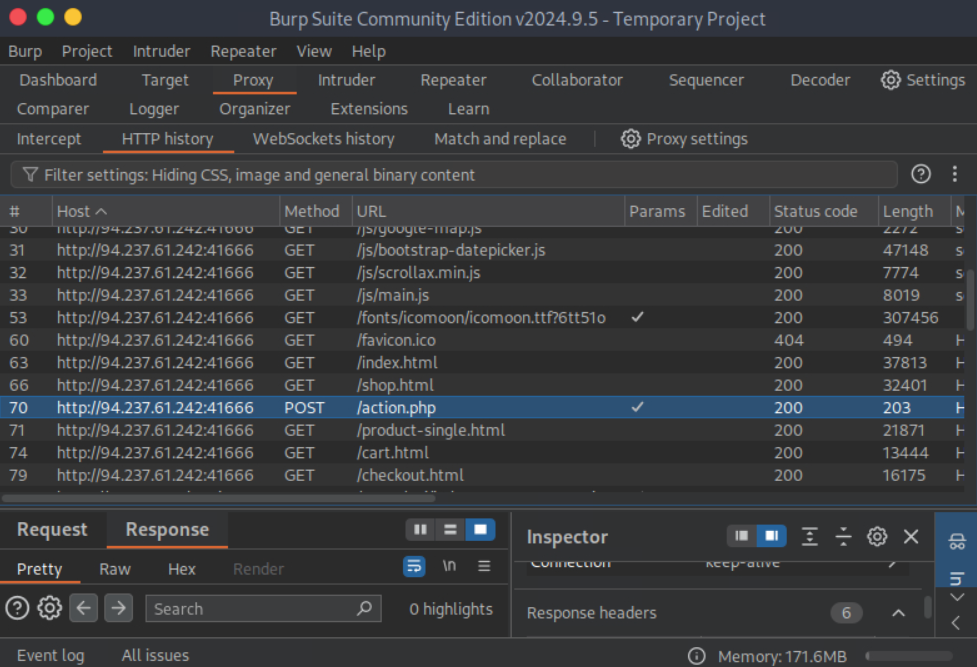 Burp Suite Community Edition v2024.9.5 - Temporary Project
Burp Project Intruder Repeater View Help
Dashboard Target Proxy Intruder Repeater Collaborator Sequencer Decoder Settings
Comparer Logger Organizer Extensions Learn
Intercept HTTP history WebSockets history Match and replace Proxy settings
Filter settings: Hiding CSS, image and general binary content
# Host Method URL Params Edited Status code Length M
30 http://94.237.61.242:41666 GET /js/google-map.js 200 2272 s
31 http://94.237.61.242:41666 GET /js/bootstrap-datepicker.js 200 47148 s
32 http://94.237.61.242:41666 GET /js/scrollax.min.js 200 7774 s
33 http://94.237.61.242:41666 GET /js/main.js 200 8019 s
53 http://94.237.61.242:41666 GET /fonts/icomoon/icomoon.ttf?6tt51o ✓ 200 307456
60 http://94.237.61.242:41666 GET /favicon.ico 404 494 H
63 http://94.237.61.242:41666 GET /index.html 200 37813 H
66 http://94.237.61.242:41666 GET /shop.html 200 32401 H
70 http://94.237.61.242:41666 POST /action.php ✓ 200 203 H
71 http://94.237.61.242:41666 GET /product-single.html 200 21871 H
74 http://94.237.61.242:41666 GET /cart.html 200 13444 H
79 http://94.237.61.242:41666 GET /checkout.html 200 16175 H
Request Response
Pretty Raw Hex Render \n
Search 0 highlights
Inspector
Connection keep-alive
Response headers 6
Event log All issues Memory: 171.6MB